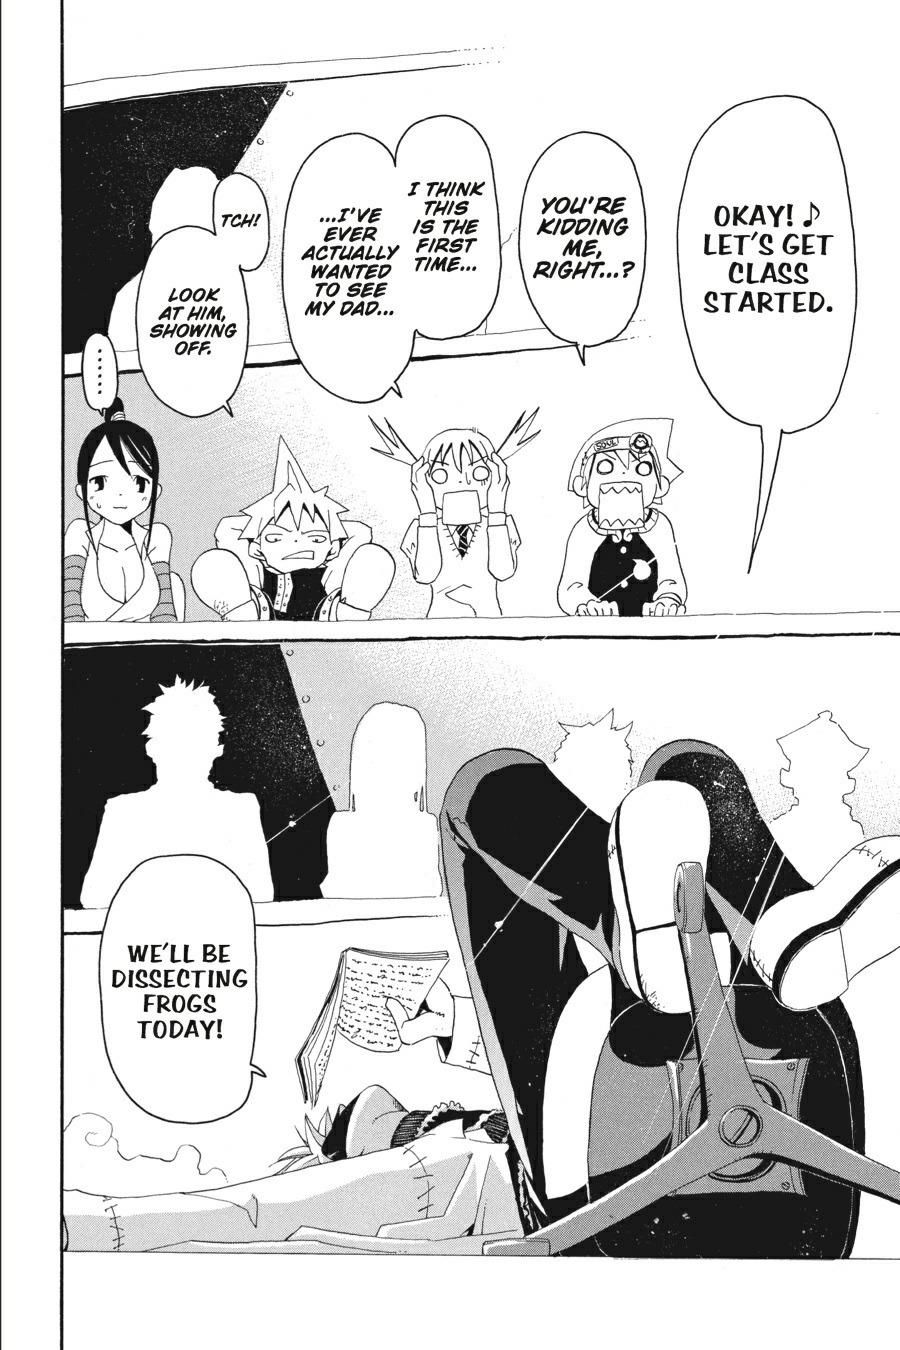 OKAY!♪
LET'S GET
CLASS
STARTED.
YOU'RE
KIDDING
ME,
RIGHT...?
I THINK
THIS
IS THE
FIRST
TIME...
...I'VE
EVER
ACTUALLY
WANTED
TO SEE
MY DAD...
TCH!
LOOK
AT HIM,
SHOWING
OFF.
......
SOUL
WE'LL BE
DISSECTING
FROGS
TODAY!